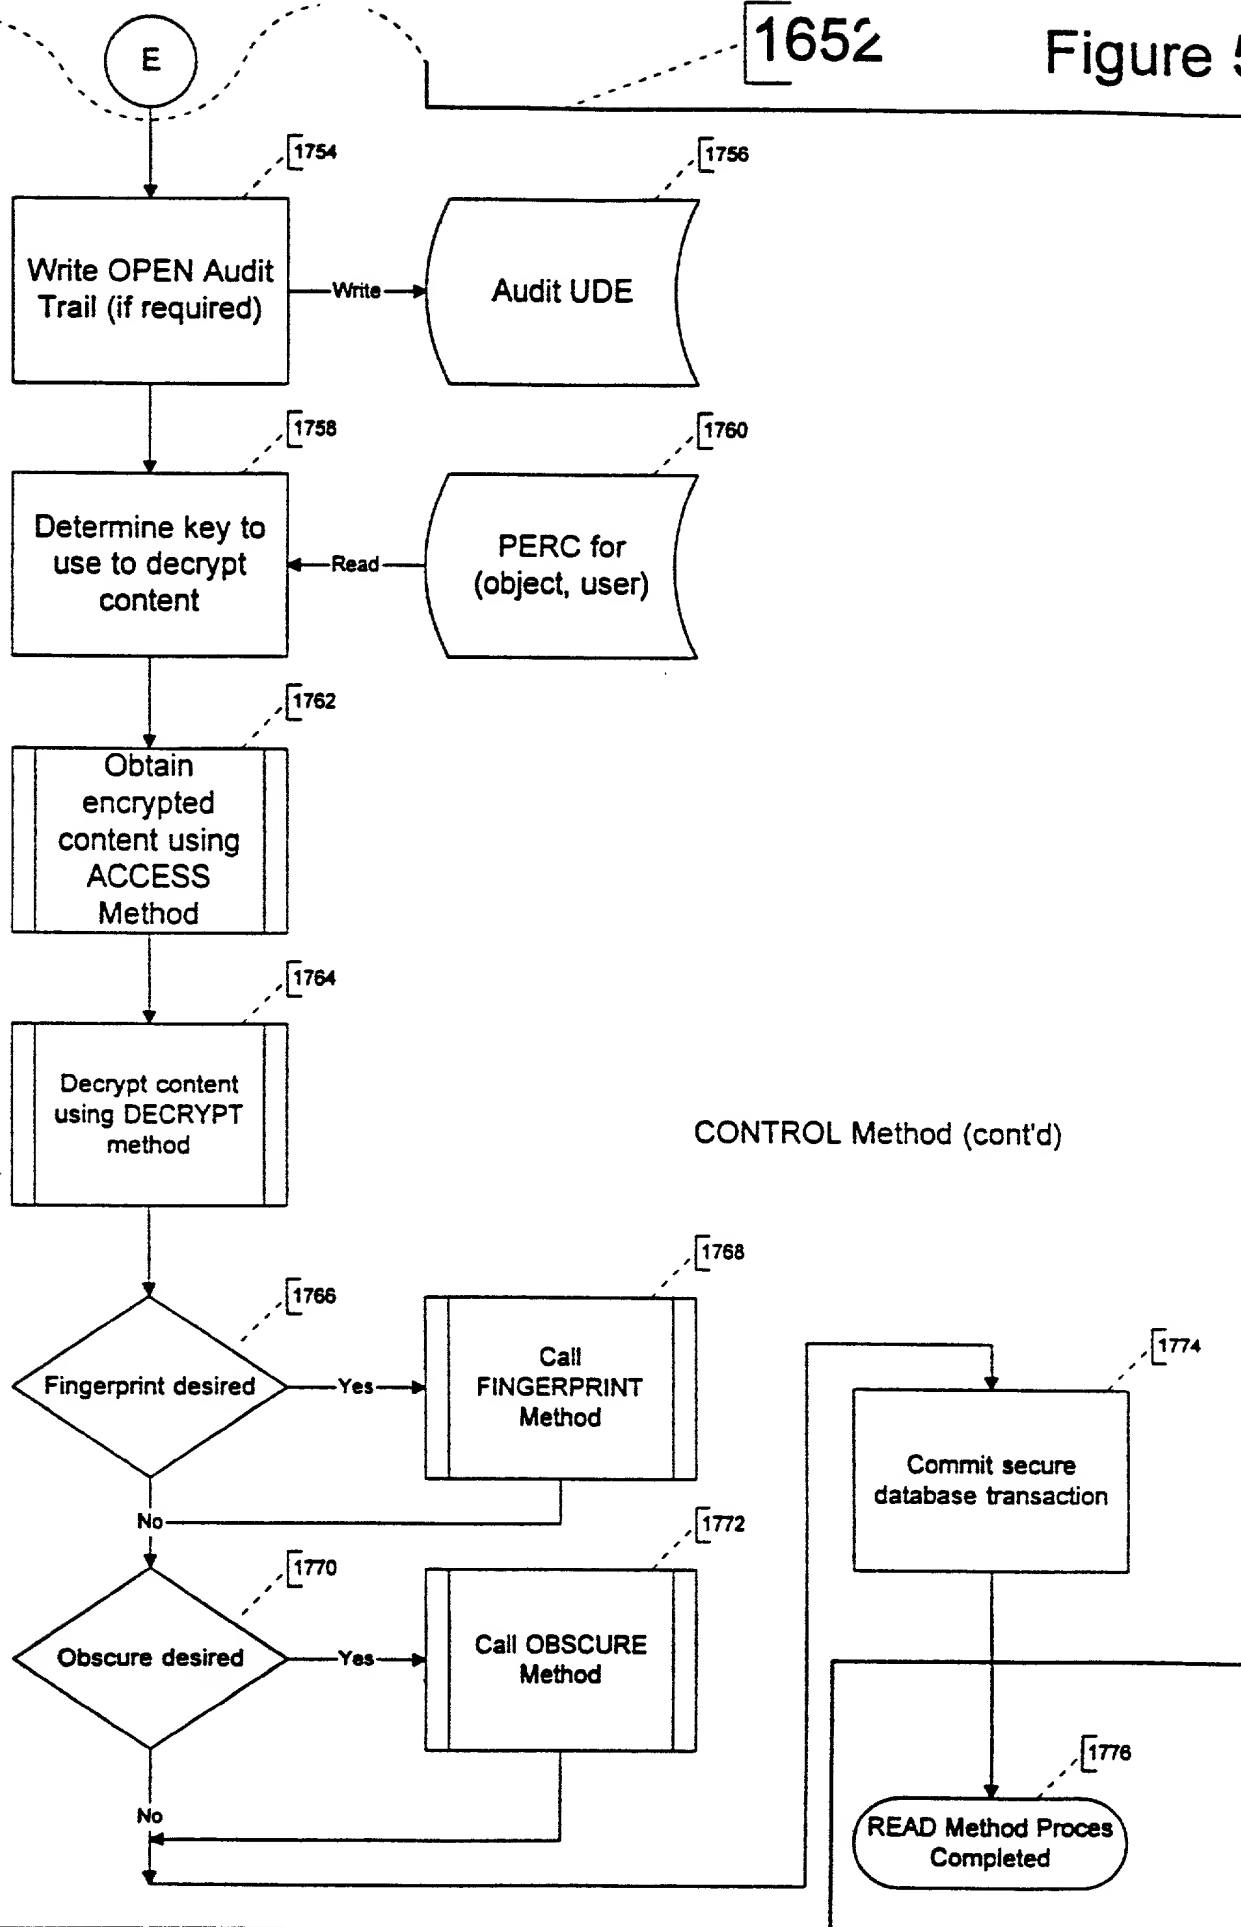 E
1652
Figure 5
1754
1756
Write OPEN Audit
Trail (if required)
Write
Audit UDE
1758
1760
Determine key to
use to decrypt
content
Read
PERC for
(object, user)
1762
Obtain
encrypted
content using
ACCESS
Method
1764
Decrypt content
using DECRYPT
method
CONTROL Method (cont'd)
1766
1768
Fingerprint desired
Yes
Call
FINGERPRINT
Method
1774
Commit secure
database transaction
No
1770
1772
Obscure desired
Yes
Call OBSCURE
Method
No
1776
READ Method Proces
Completed